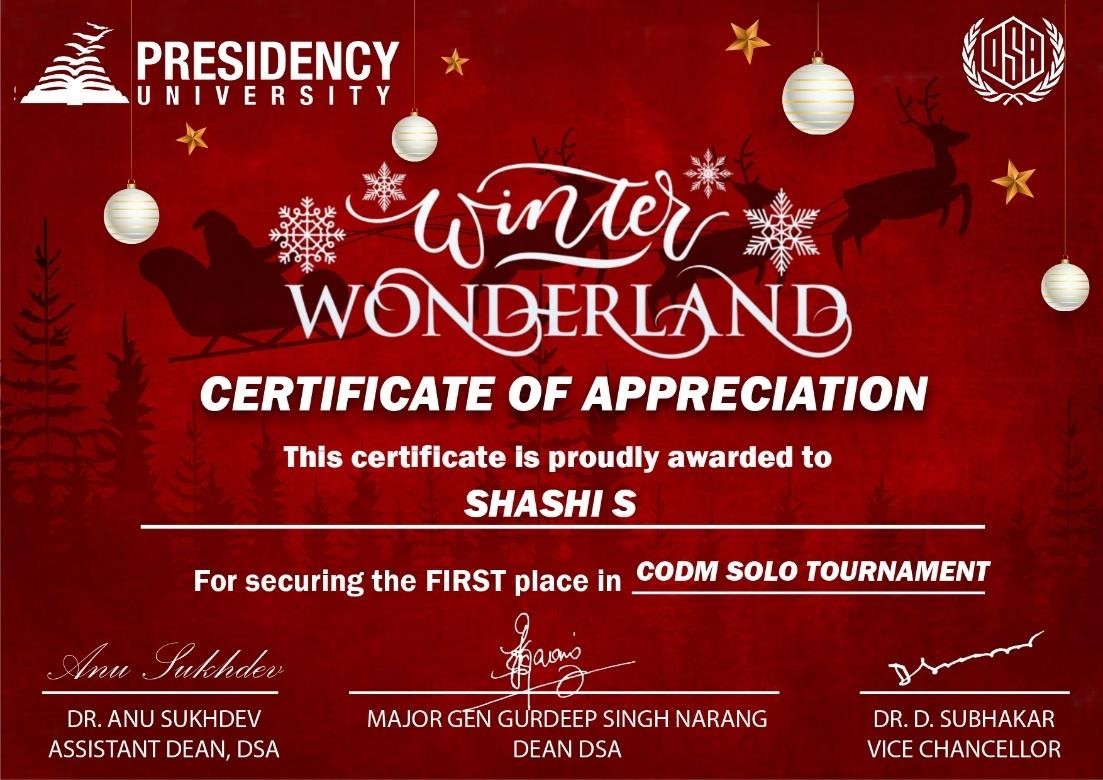 PRESIDENCY
UNIVERSITY
DSA
Winter
WONDERLAND
CERTIFICATE OF APPRECIATION
This certificate is proudly awarded to
SHASHI S
For securing the FIRST place in CODM SOLO TOURNAMENT
Anu Sukhdev
DR. ANU SUKHDEV
ASSISTANT DEAN, DSA
MAJOR GEN GURDEEP SINGH NARANG
DEAN DSA
DR. D. SUBHAKAR
VICE CHANCELLOR